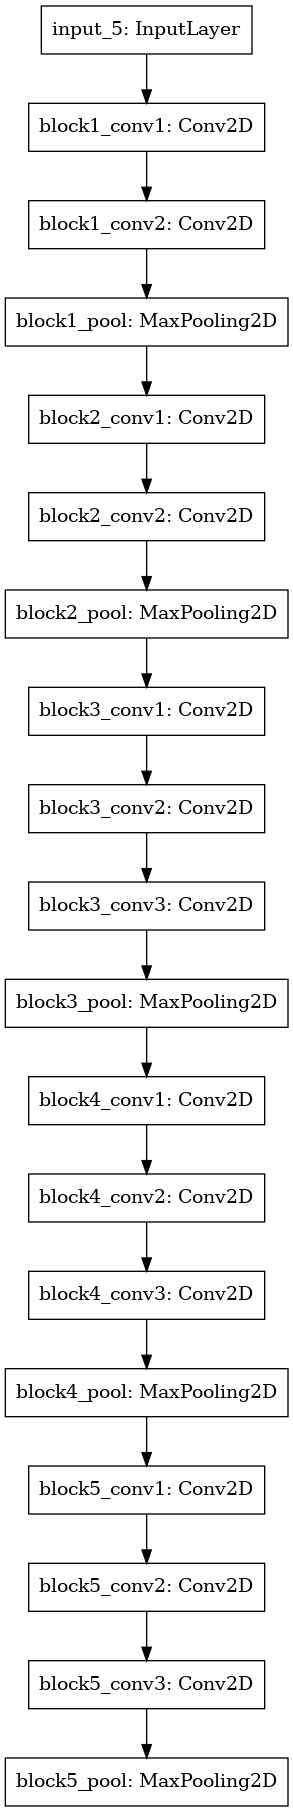 input_5: InputLayer
block1_conv1: Conv2D
block1_conv2: Conv2D
block1_pool: MaxPooling2D
block2_conv1: Conv2D
block2_conv2: Conv2D
block2_pool: MaxPooling2D
block3_conv1: Conv2D
block3_conv2: Conv2D
block3_conv3: Conv2D
block3_pool: MaxPooling2D
block4_conv1: Conv2D
block4_conv2: Conv2D
block4_conv3: Conv2D
block4_pool: MaxPooling2D
block5_conv1: Conv2D
block5_conv2: Conv2D
block5_conv3: Conv2D
block5_pool: MaxPooling2D